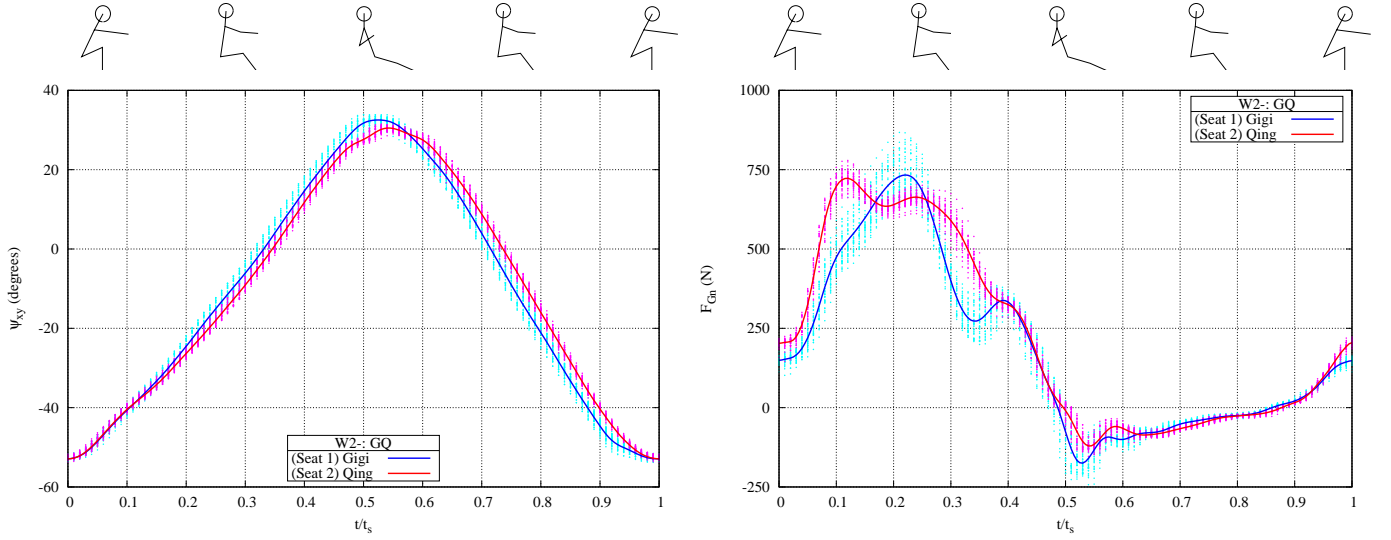 40
20
0
-20
-40
-60
ψxy (degrees)
W2-: GQ
(Seat 1) Gigi
(Seat 2) Qing
0 0.1 0.2 0.3 0.4 0.5 0.6 0.7 0.8 0.9 1
t/ts
1000
750
500
250
0
-250
FGn (N)
W2-: GQ
(Seat 1) Gigi
(Seat 2) Qing
0 0.1 0.2 0.3 0.4 0.5 0.6 0.7 0.8 0.9 1
t/ts